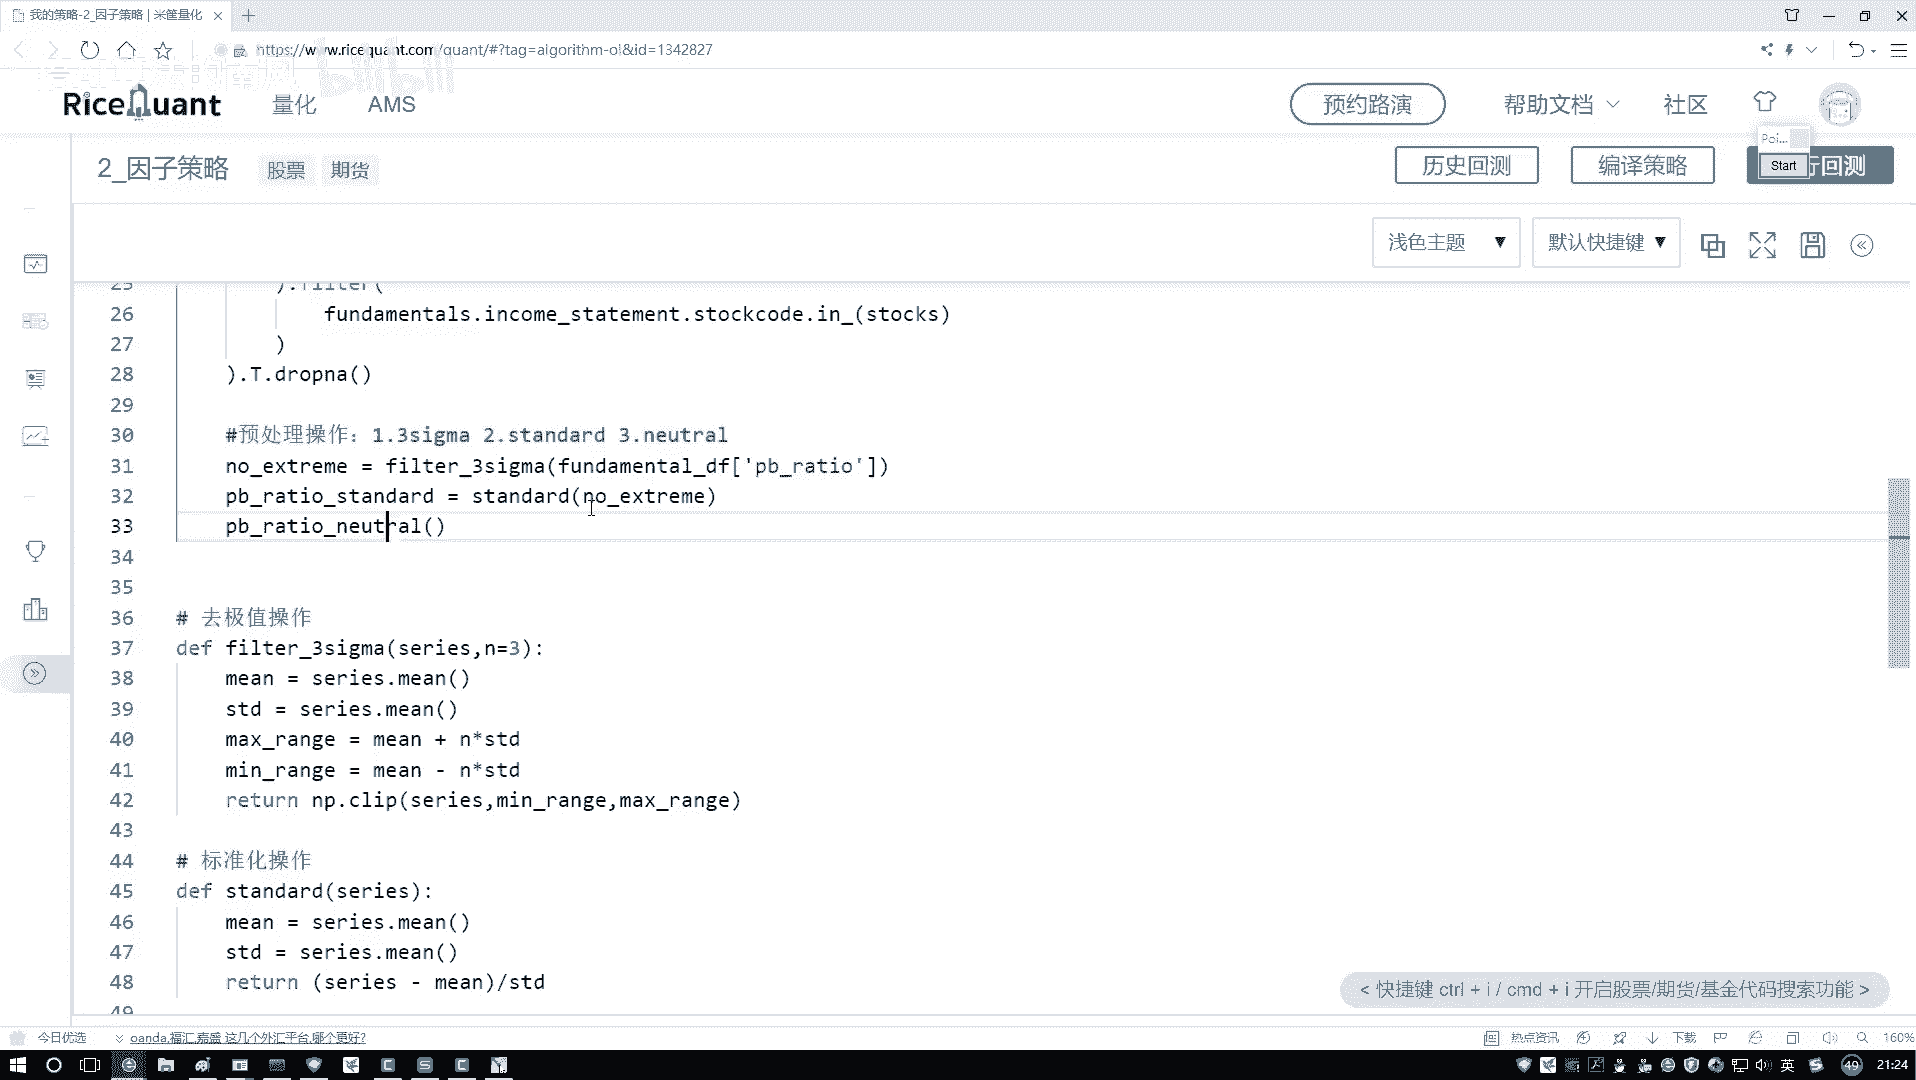 我的策略-2_因子策略 | 米筐量化
https://www.ricequant.com/quant/#?tag=algorithm-ol&id=1342827
bilibili
RiceQuant 量化 AMS 预约路演 帮助文档 社区
Poi...
2_因子策略 股票 期货 历史回测 编译策略 Start 行回测
浅色主题 ▼ 默认快捷键 ▼
25 ).filter(
26 fundamentals.income_statement.stockcode.in_(stocks)
27 )
28 ).T.dropna()
29
30 #预处理操作：1.3sigma 2.standard 3.neutral
31 no_extreme = filter_3sigma(fundamental_df['pb_ratio'])
32 pb_ratio_standard = standard(no_extreme)
33 pb_ratio_neutral()
34
35
36 # 去极值操作
37 def filter_3sigma(series,n=3):
38 mean = series.mean()
39 std = series.mean()
40 max_range = mean + n*std
41 min_range = mean - n*std
42 return np.clip(series,min_range,max_range)
43
44 # 标准化操作
45 def standard(series):
46 mean = series.mean()
47 std = series.mean()
48 return (series - mean)/std
49
< 快捷键 ctrl + i / cmd + i 开启股票/期货/基金代码搜索功能 >
今日优选 oanda,福汇,嘉盛 这几个外汇平台,哪个更好? 热点资讯 下载 160%
英 49 21:24